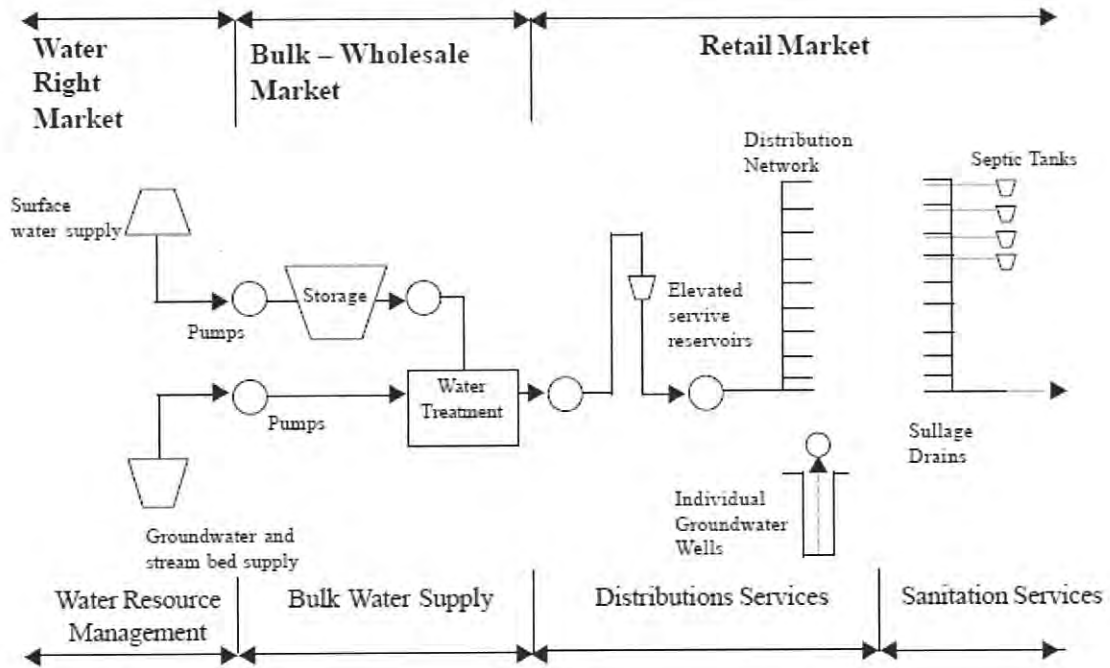 Water
Right
Market
Bulk – Wholesale
Market
Retail Market
Distribution
Network
Septic Tanks
Surface
water supply
Storage
Pumps
Elevated
servive
reservoirs
Water
Treatment
Pumps
Sullage
Drains
Individual
Groundwater
Wells
Groundwater and
stream bed supply
Water Resource
Management
Bulk Water Supply
Distributions Services
Sanitation Services